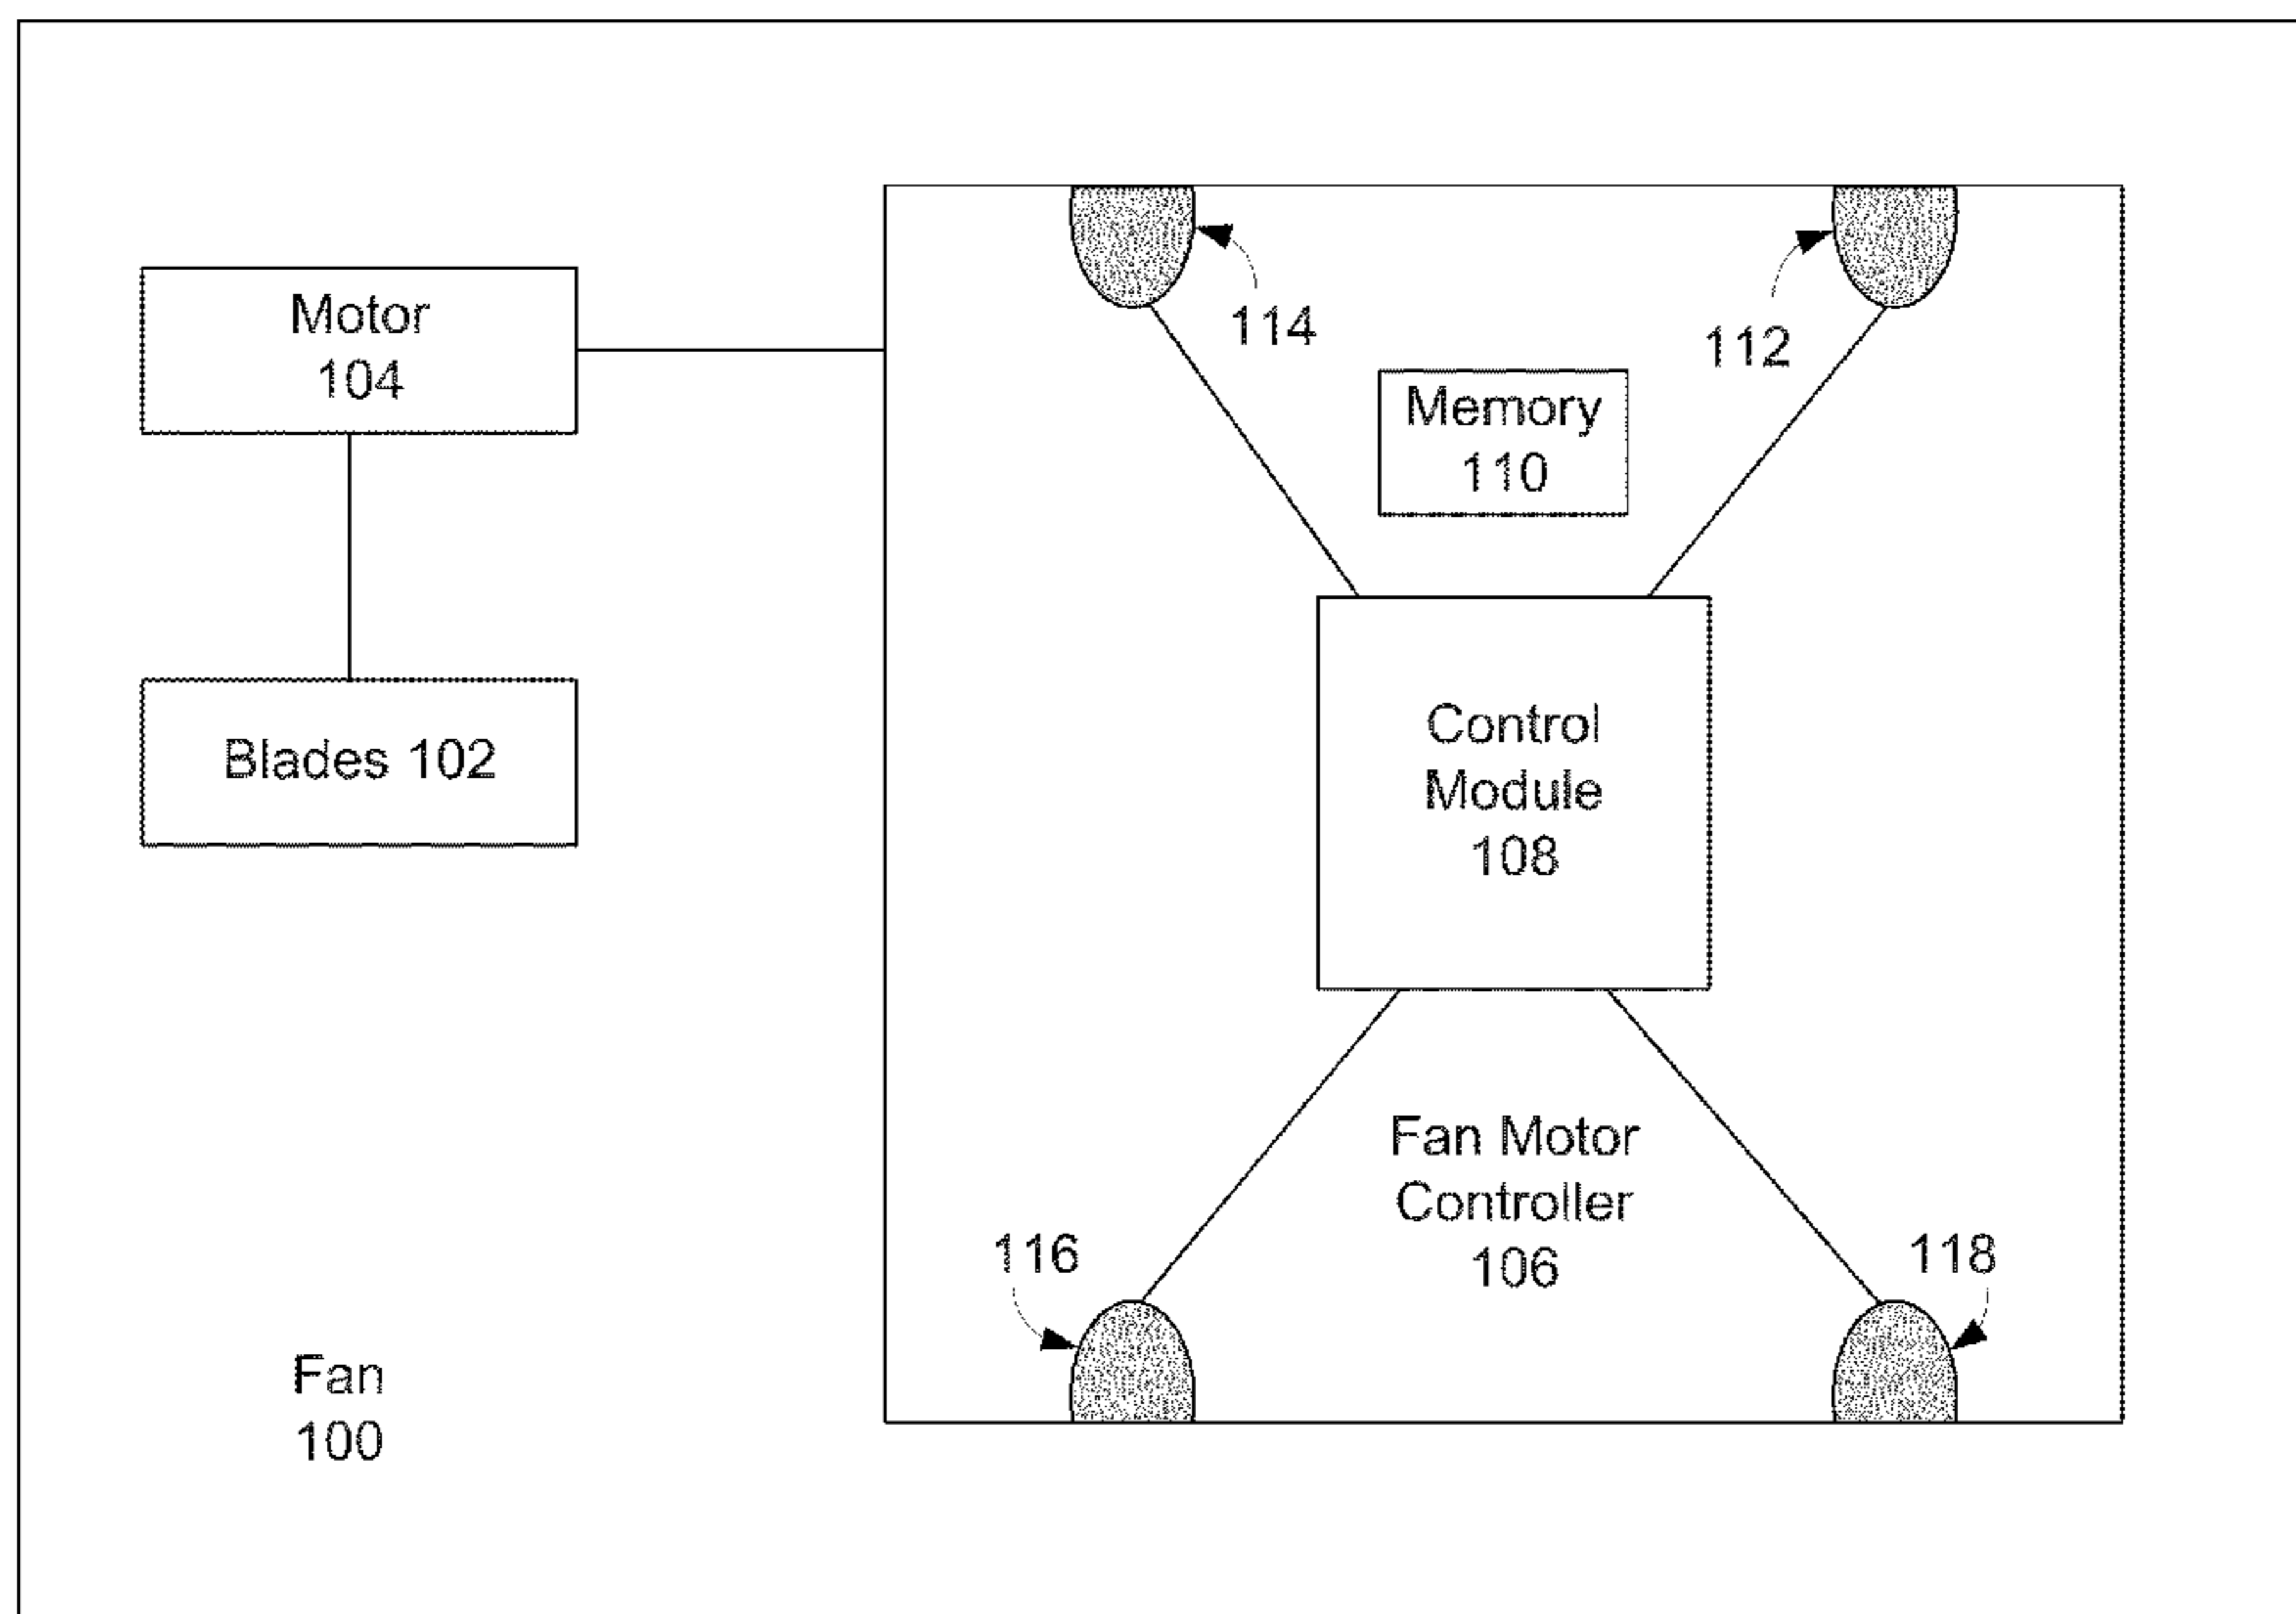 Motor
104
Blades 102
114
112
Memory
110
Control
Module
108
Fan Motor
Controller
106
116
118
Fan
100